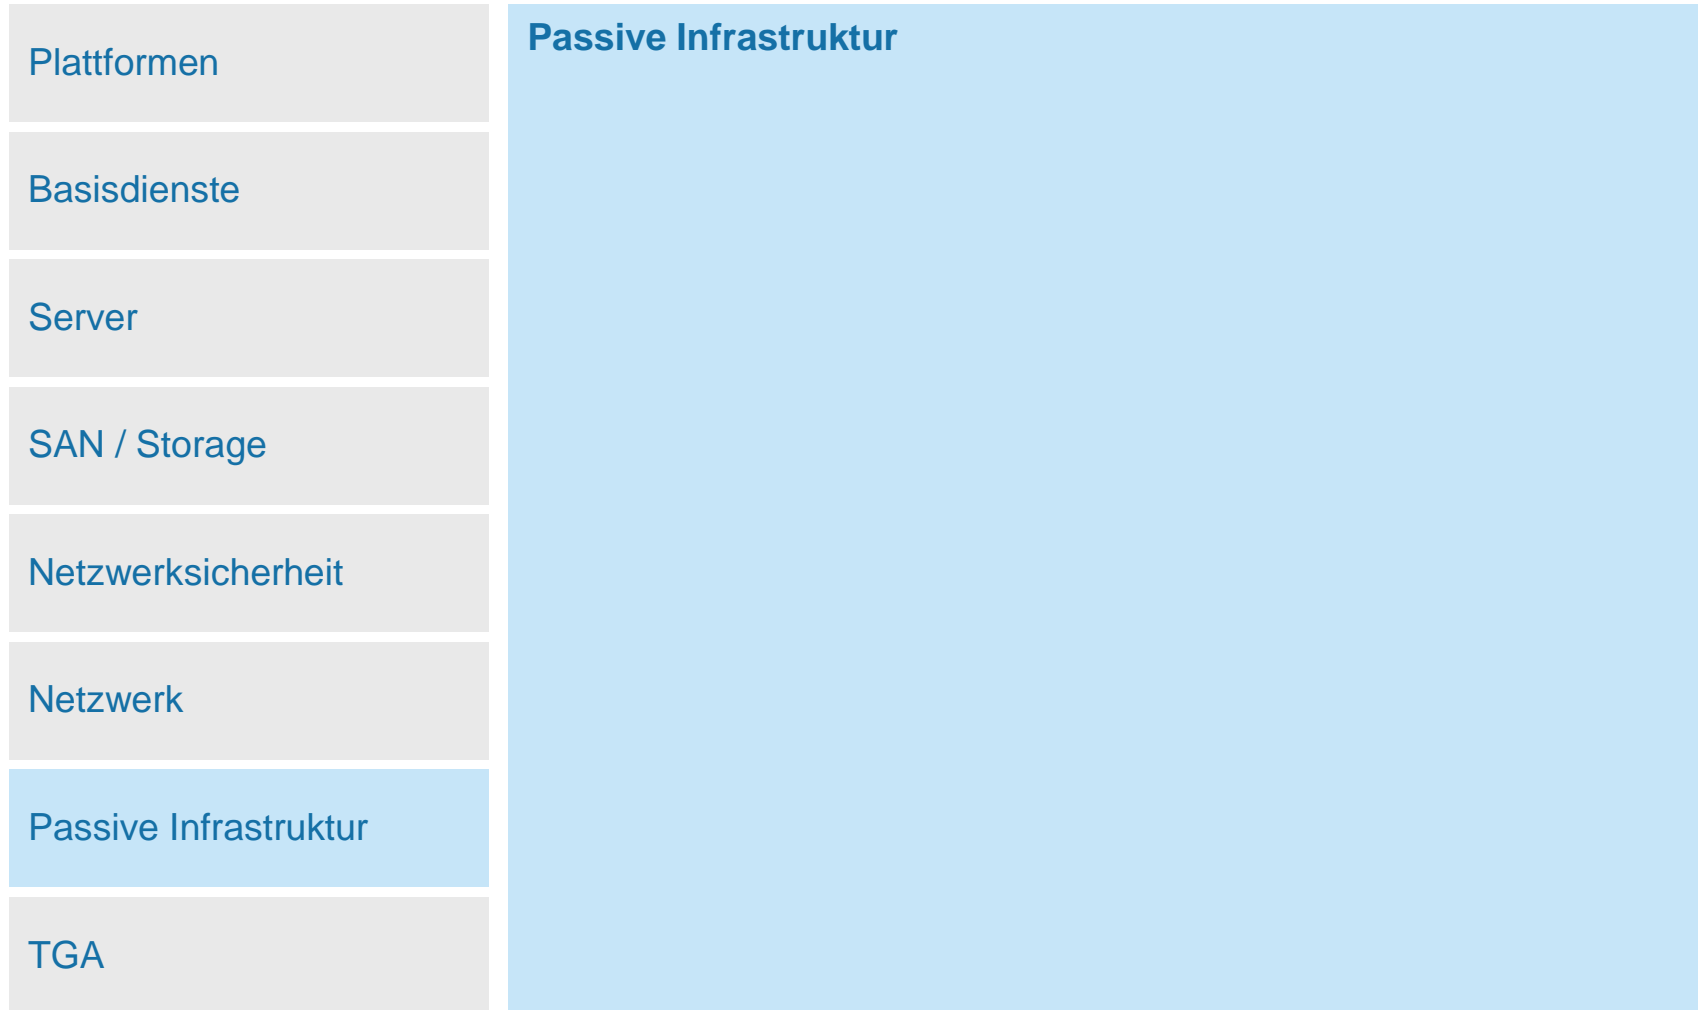 Plattformen
Basisdienste
Server
SAN / Storage
Netzwerksicherheit
Netzwerk
Passive Infrastruktur
TGA
Passive Infrastruktur